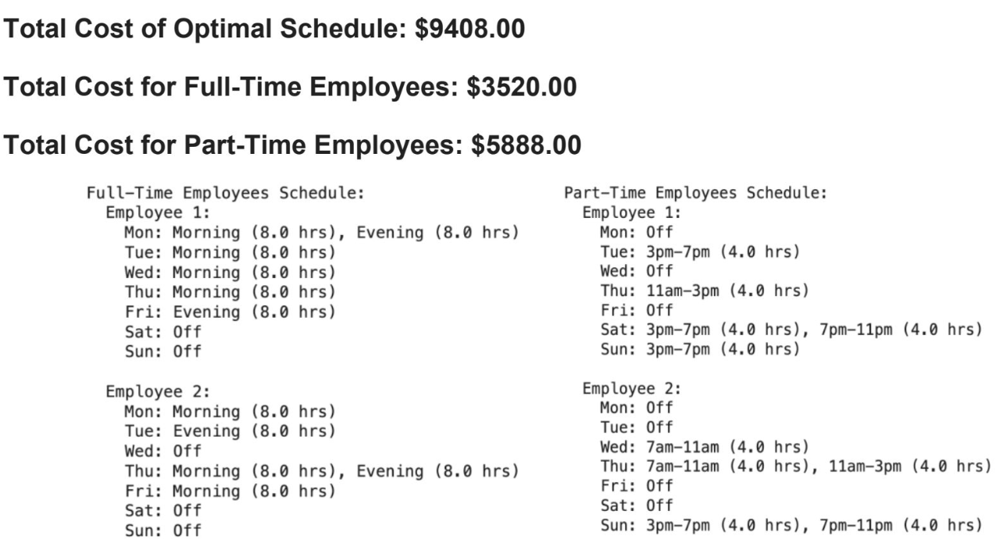 Total Cost of Optimal Schedule: $9408.00
Total Cost for Full-Time Employees: $3520.00
Total Cost for Part-Time Employees: $5888.00
Full-Time Employees Schedule:
Employee 1:
Mon: Morning (8.0 hrs), Evening (8.0 hrs)
Tue: Morning (8.0 hrs)
Wed: Morning (8.0 hrs)
Thu: Morning (8.0 hrs)
Fri: Evening (8.0 hrs)
Sat: Off
Sun: Off
Employee 2:
Mon: Morning (8.0 hrs)
Tue: Evening (8.0 hrs)
Wed: Off
Thu: Morning (8.0 hrs), Evening (8.0 hrs)
Fri: Morning (8.0 hrs)
Sat: Off
Sun: Off
Part-Time Employees Schedule:
Employee 1:
Mon: Off
Tue: 3pm-7pm (4.0 hrs)
Wed: Off
Thu: 11am-3pm (4.0 hrs)
Fri: Off
Sat: 3pm-7pm (4.0 hrs), 7pm-11pm (4.0 hrs)
Sun: 3pm-7pm (4.0 hrs)
Employee 2:
Mon: Off
Tue: Off
Wed: 7am-11am (4.0 hrs)
Thu: 7am-11am (4.0 hrs), 11am-3pm (4.0 hrs)
Fri: Off
Sat: Off
Sun: 3pm-7pm (4.0 hrs), 7pm-11pm (4.0 hrs)